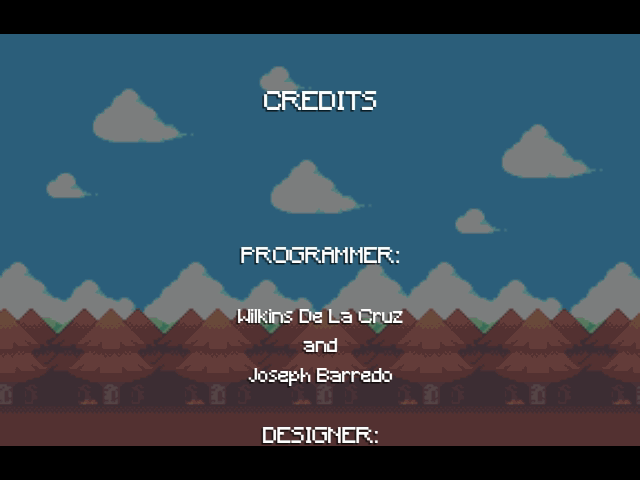 CREDITS
PROGRAMMER:
Wilkins De La Cruz
and
Joseph Barredo
DESIGNER: